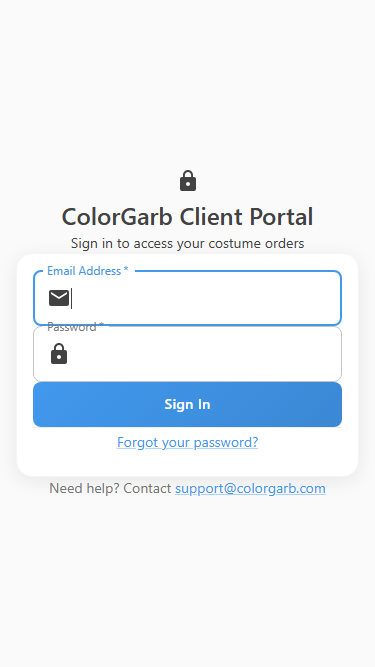 ColorGarb Client Portal
Sign in to access your costume orders
Email Address *
Password *
Sign In
Forgot your password?
Need help? Contact support@colorgarb.com